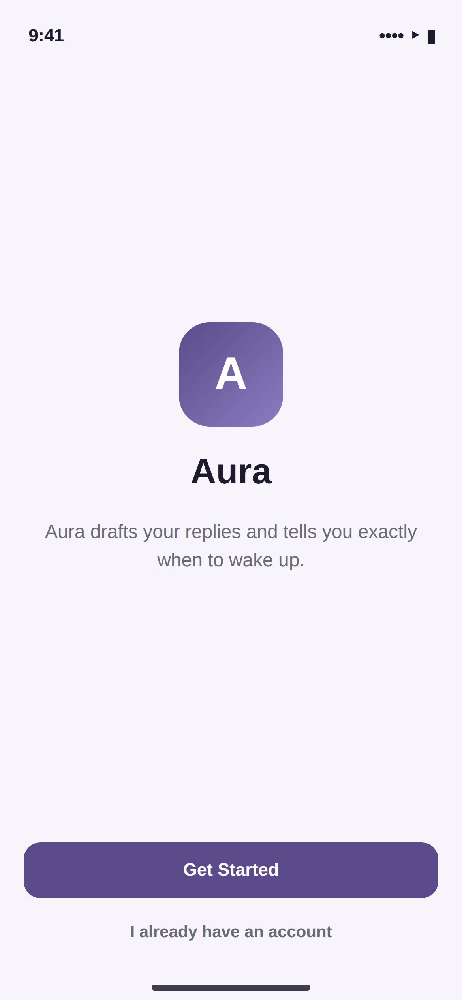 9:41
A
Aura
Aura drafts your replies and tells you exactly
when to wake up.
Get Started
I already have an account